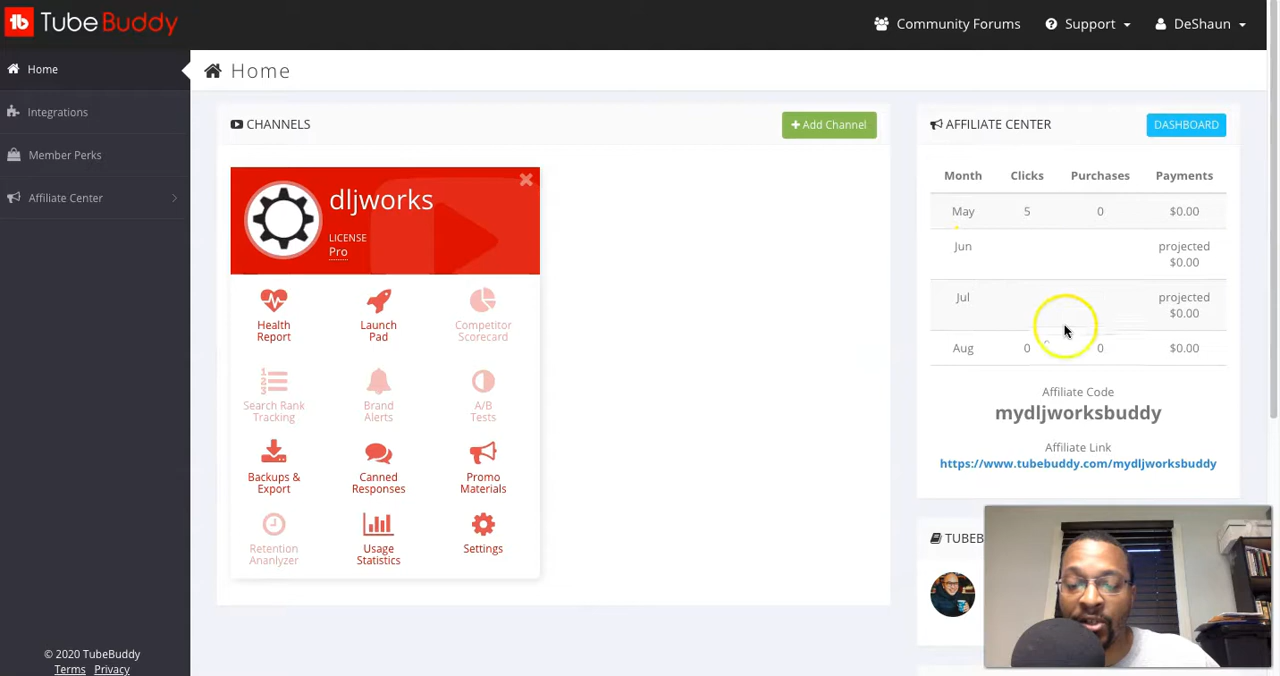 tb TubeBuddy
Community Forums
Support
DeShaun
Home
Integrations
Member Perks
Affiliate Center
© 2020 TubeBuddy
Terms Privacy
Home
CHANNELS
+ Add Channel
dljworks
LICENSE
Pro
Health
Report
Launch
Pad
Competitor
Scorecard
Search Rank
Tracking
Brand
Alerts
A/B
Tests
Backups &
Export
Canned
Responses
Promo
Materials
Retention
Ananlyzer
Usage
Statistics
Settings
AFFILIATE CENTER
DASHBOARD
Month Clicks Purchases Payments
May 5 0 $0.00
Jun projected
$0.00
Jul projected
$0.00
Aug 0 0 $0.00
Affiliate Code
mydljworksbuddy
Affiliate Link
https://www.tubebuddy.com/mydljworksbuddy
TUBEB